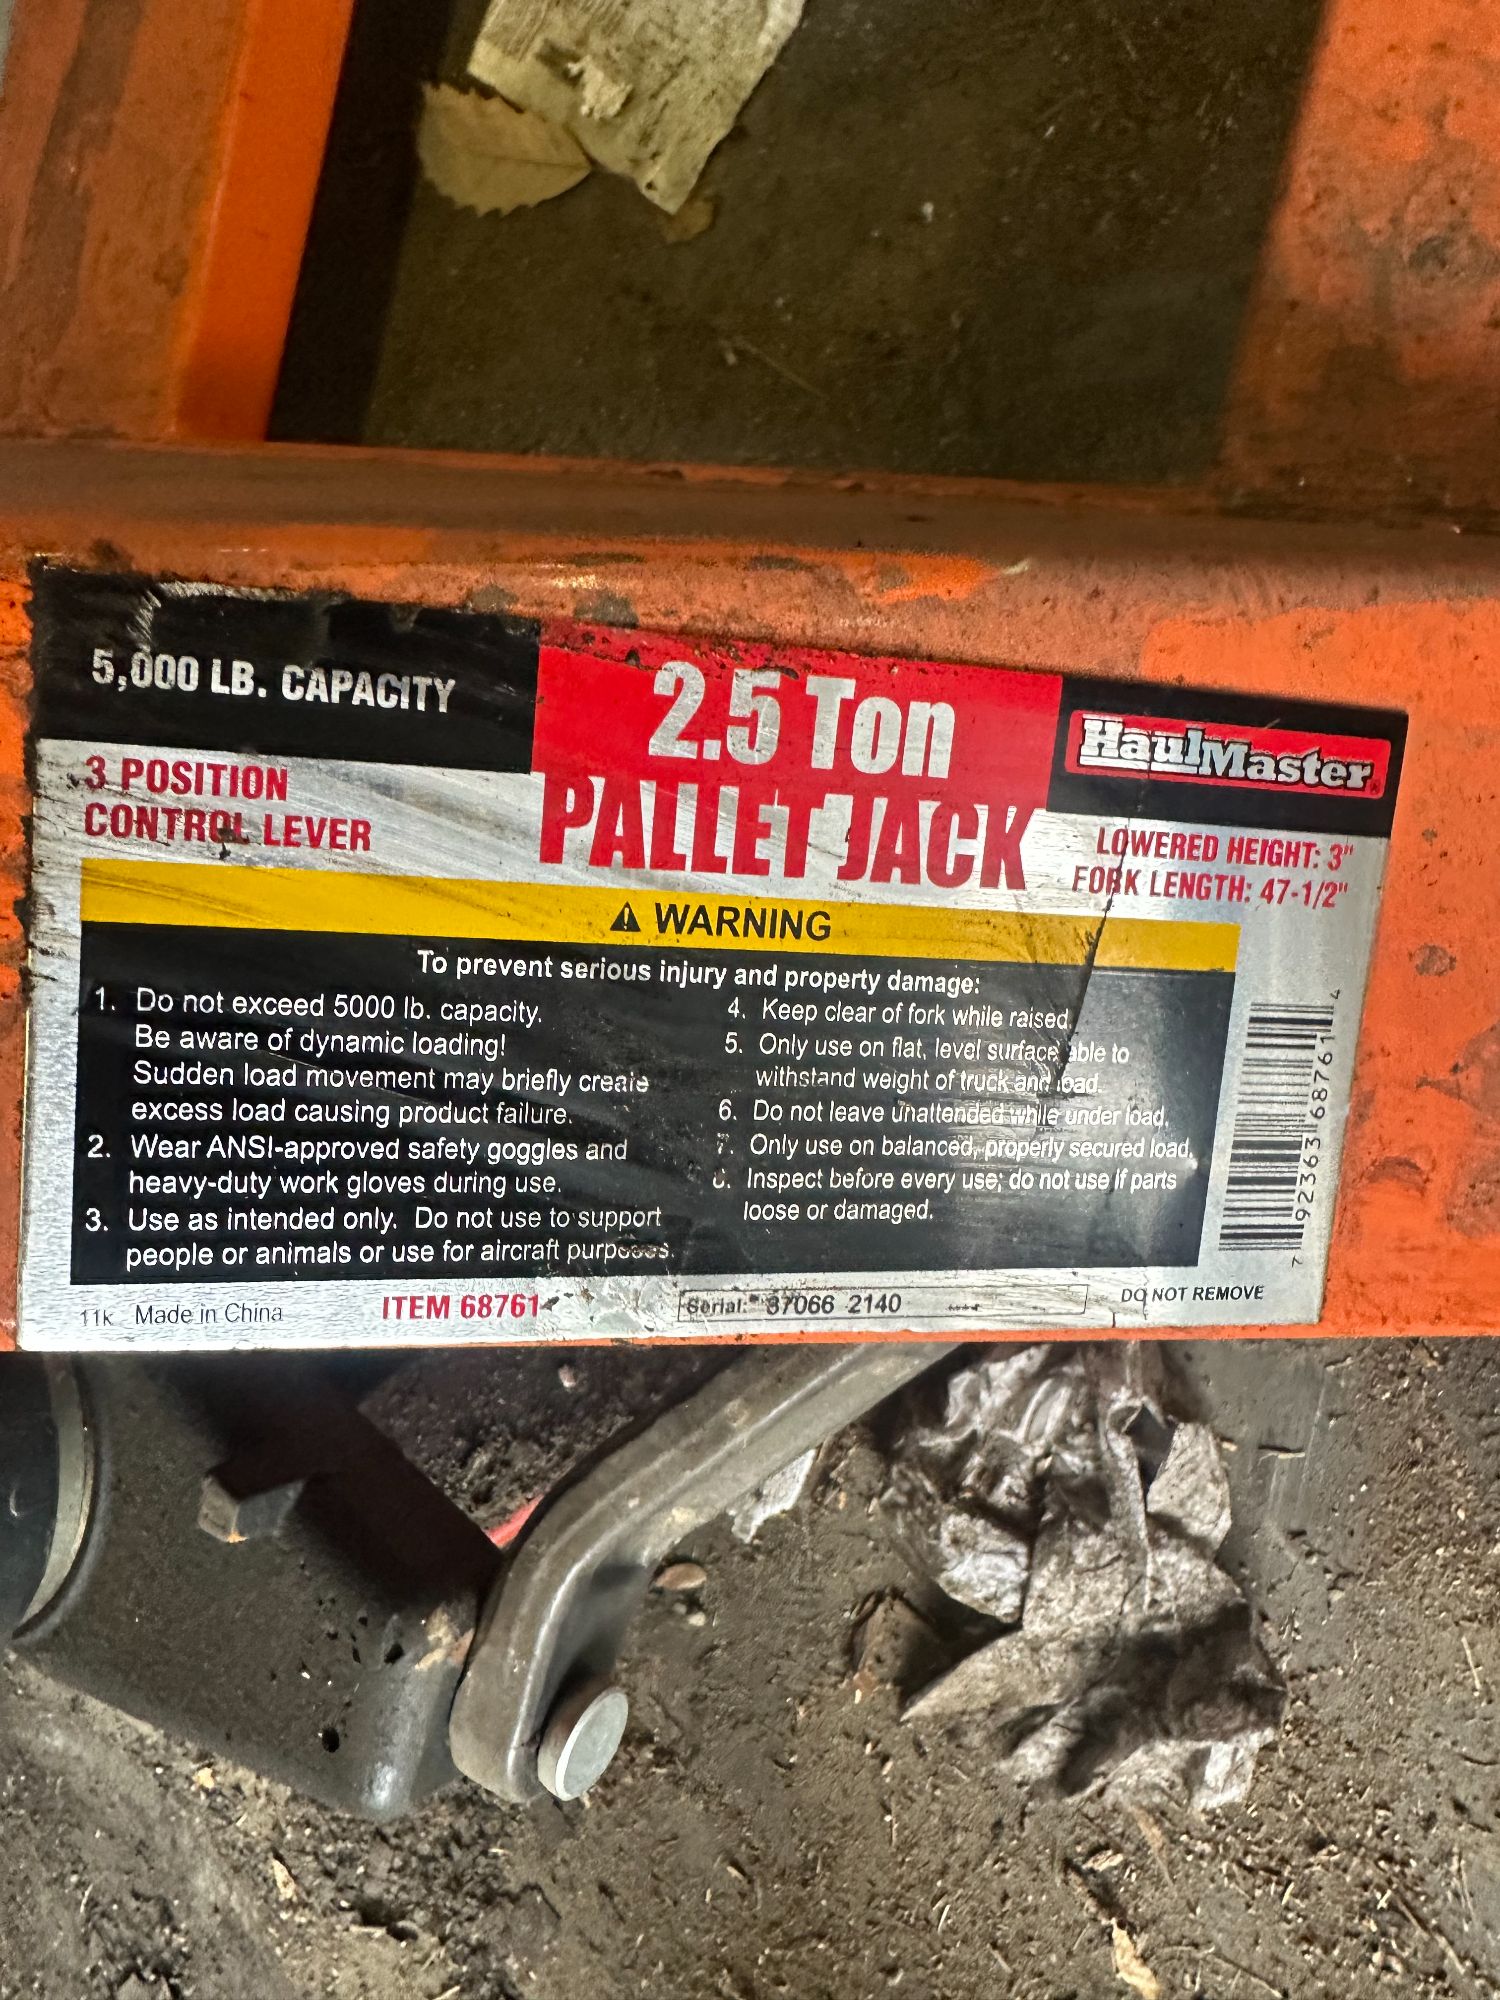 5,000 LB. CAPACITY
2.5 Ton
PALLET JACK
HaulMaster®
3 POSITION
CONTROL LEVER
LOWERED HEIGHT: 3"
FORK LENGTH: 47-1/2"
⚠ WARNING
To prevent serious injury and property damage:
1. Do not exceed 5000 lb. capacity.
Be aware of dynamic loading!
Sudden load movement may briefly create
excess load causing product failure.
2. Wear ANSI-approved safety goggles and
heavy-duty work gloves during use.
3. Use as intended only. Do not use to support
people or animals or use for aircraft purposes.
4. Keep clear of fork while raised.
5. Only use on flat, level surface able to
withstand weight of truck and load.
6. Do not leave unattended while under load.
7. Only use on balanced, properly secured load.
Inspect before every use; do not use if parts
loose or damaged.
7 92363 68761 4
11k Made in China
ITEM 68761
Serial: 37066 2140
DO NOT REMOVE